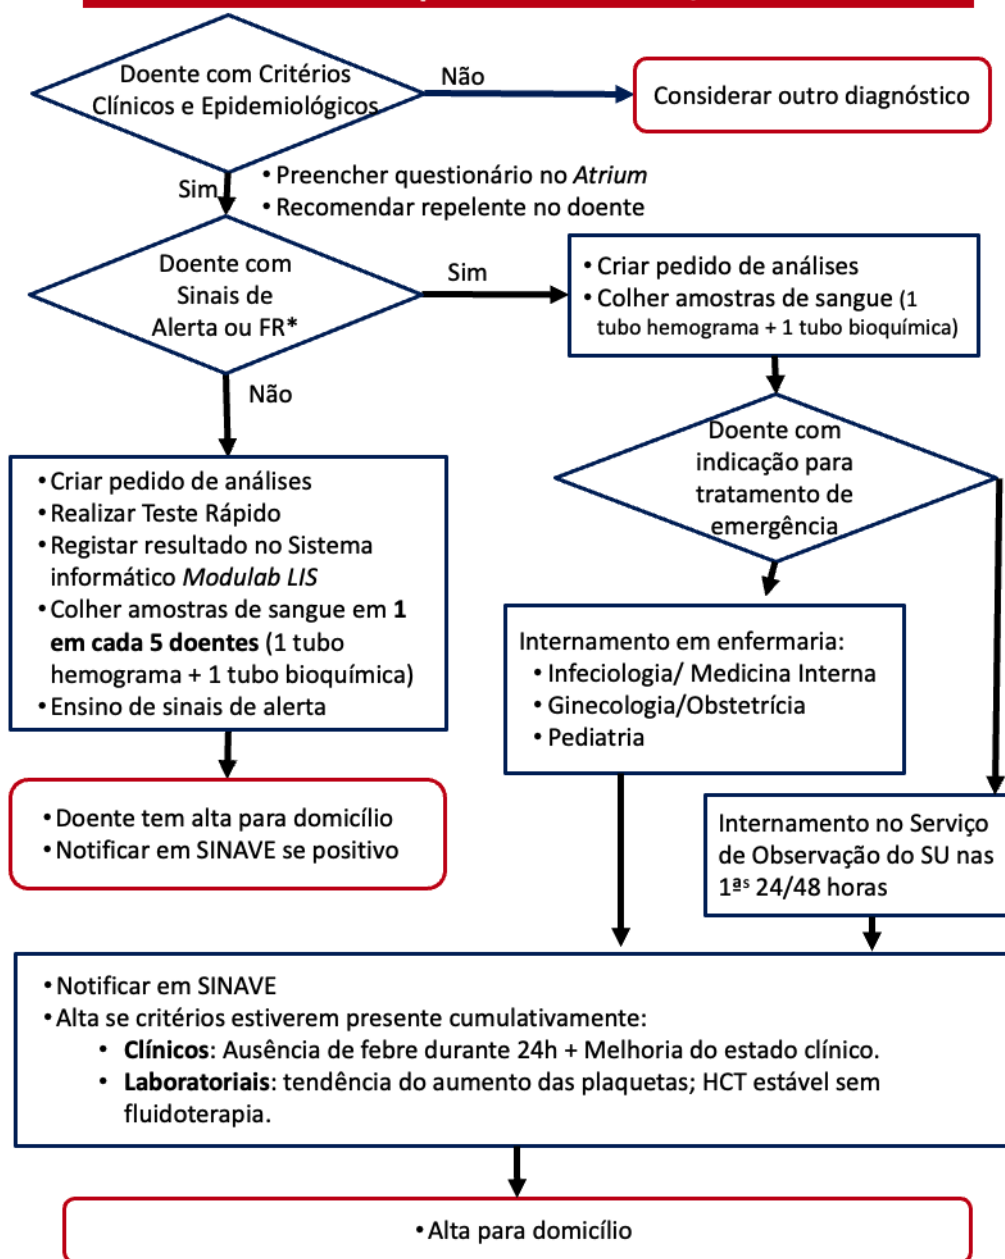 Doente com Critérios
Clínicos e Epidemiológicos
Não
Considerar outro diagnóstico
Sim
• Preencher questionário no Atrium
• Recomendar repelente no doente
Doente com
Sinais de
Alerta ou FR*
Sim
• Criar pedido de análises
• Colher amostras de sangue (1
tubo hemograma + 1 tubo bioquímica)
Não
• Criar pedido de análises
• Realizar Teste Rápido
• Registar resultado no Sistema
informático Modulab LIS
• Colher amostras de sangue em 1
em cada 5 doentes (1 tubo
hemograma + 1 tubo bioquímica)
• Ensino de sinais de alerta
Doente com
indicação para
tratamento de
emergência
Internamento em enfermaria:
• Infeciologia/ Medicina Interna
• Ginecologia/Obstetrícia
• Pediatria
• Doente tem alta para domicílio
• Notificar em SINAVE se positivo
Internamento no Serviço
de Observação do SU nas
1ªˢ 24/48 horas
• Notificar em SINAVE
• Alta se critérios estiverem presente cumulativamente:
• Clínicos: Ausência de febre durante 24h + Melhoria do estado clínico.
• Laboratoriais: tendência do aumento das plaquetas; HCT estável sem
fluidoterapia.
• Alta para domicílio